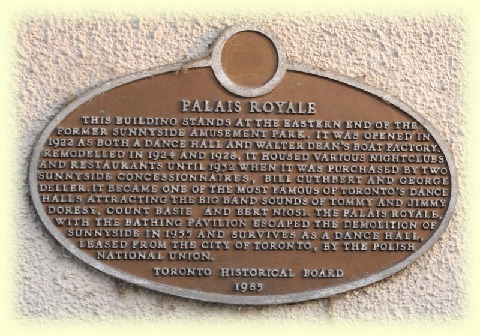 PALAIS ROYALE
THIS BUILDING STANDS AT THE EASTERN END OF THE
FORMER SUNNYSIDE AMUSEMENT PARK. IT WAS OPENED IN
1922 AS BOTH A DANCE HALL AND WALTER DEAN'S BOAT FACTORY.
REMODELLED IN 1924 AND 1928, IT HOUSED VARIOUS NIGHTCLUBS
AND RESTAURANTS UNTIL 1932 WHEN IT WAS PURCHASED BY TWO
SUNNYSIDE CONCESSIONNAIRES, BILL CUTHBERT AND GEORGE
DELLER. IT BECAME ONE OF THE MOST FAMOUS OF TORONTO'S DANCE
HALLS ATTRACTING THE BIG BAND SOUNDS OF TOMMY AND JIMMY
DORESY, COUNT BASIE AND BERT NIOSI. THE PALAIS ROYALE,
WITH THE BATHING PAVILION ESCAPED THE DEMOLITION OF
SUNNYSIDE IN 1955 AND SURVIVES AS A DANCE HALL,
LEASED FROM THE CITY OF TORONTO, BY THE POLISH
NATIONAL UNION.
TORONTO HISTORICAL BOARD
1985